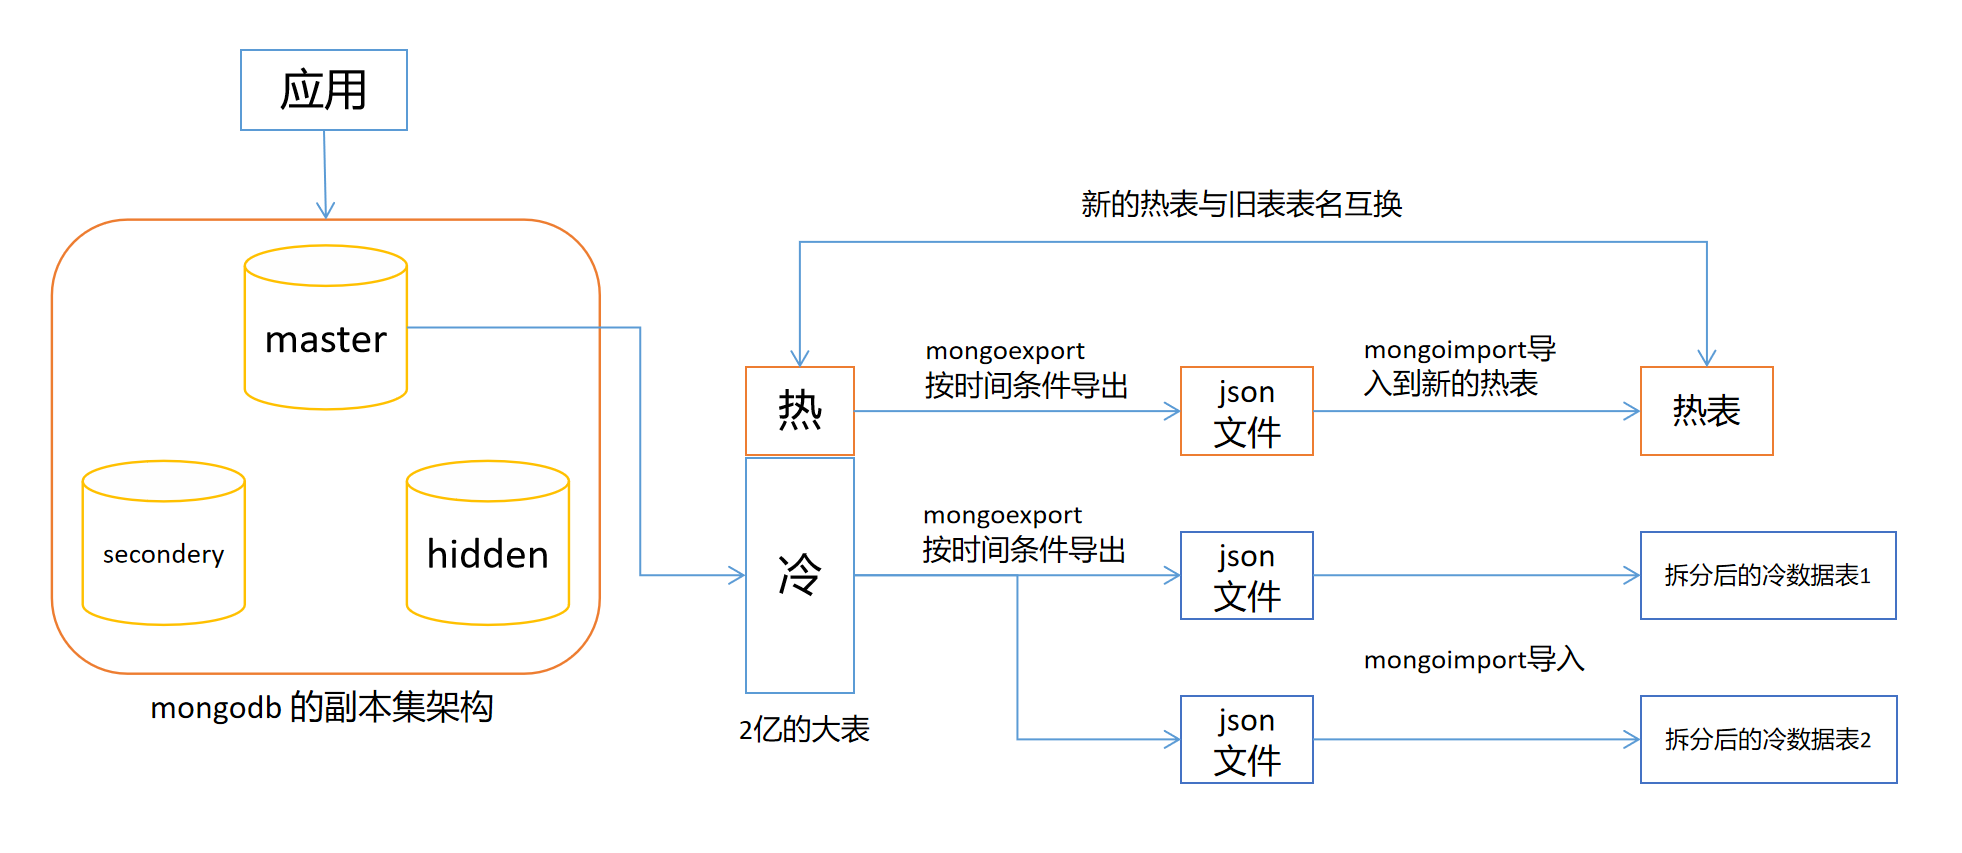 应用
新的热表与旧表表名互换
master
secondery
hidden
mongodb 的副本集架构
热
冷
2亿的大表
mongoexport
按时间条件导出
json
文件
mongoimport导
入到新的热表
热表
mongoexport
按时间条件导出
json
文件
拆分后的冷数据表1
mongoimport导入
json
文件
拆分后的冷数据表2